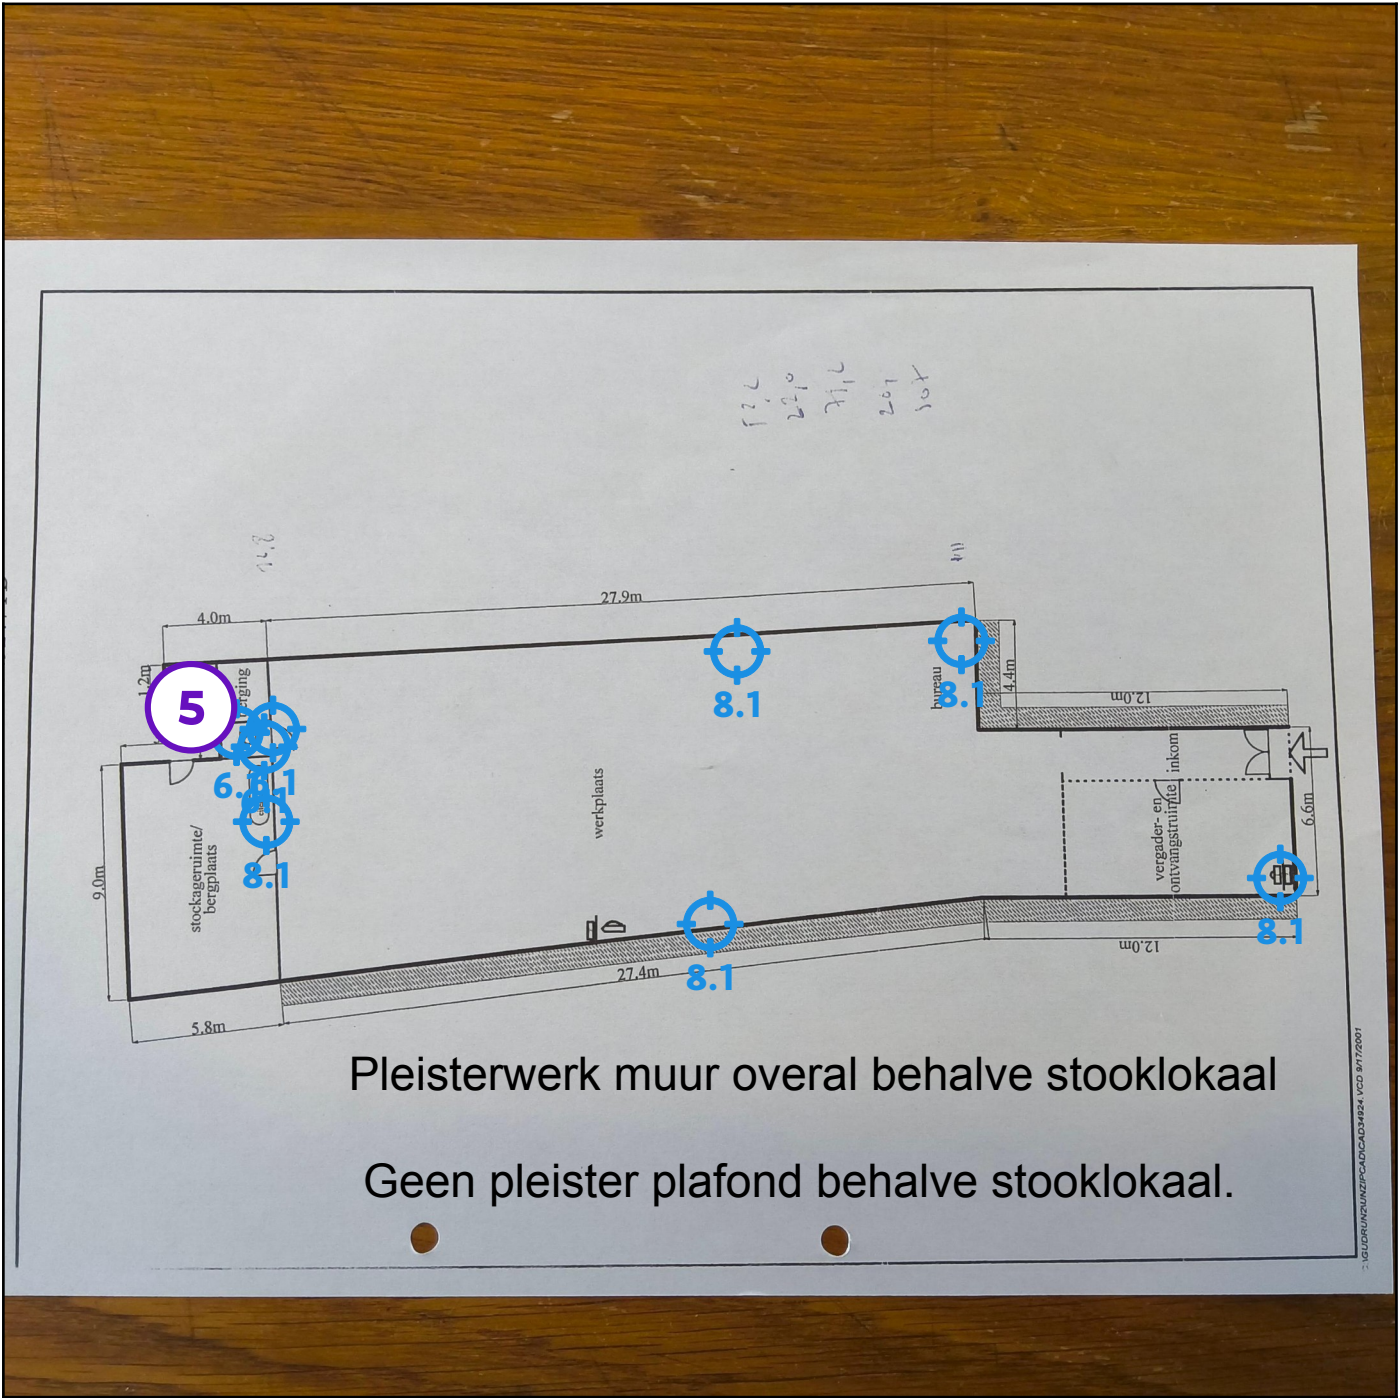 27.9m
4.0m
1.2m
berging
bureau
4.4m
12.0m
5
8.1
8.1
8.1
8.1
inkom
werkplaats
vergader- en
ontvangstruimte
6.6m
stockageruimte/
bergplaats
9.0m
8.1
8.1
27.4m
12.0m
5.8m
Pleisterwerk muur overal behalve stooklokaal
Geen pleister plafond behalve stooklokaal.